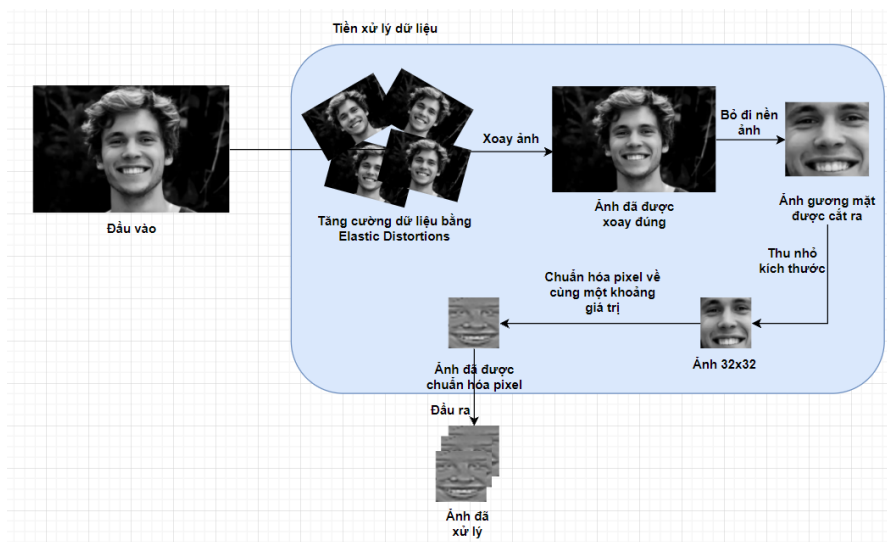 Tiền xử lý dữ liệu
Đầu vào
Tăng cường dữ liệu bằng
Elastic Distortions
Xoay ảnh
Ảnh đã được
xoay đúng
Bỏ đi nền
ảnh
Ảnh gương mặt
được cắt ra
Thu nhỏ
kích thước
Ảnh 32x32
Chuẩn hóa pixel về
cùng một khoảng
giá trị
Ảnh đã được
chuẩn hóa pixel
Đầu ra
Ảnh đã
xử lý